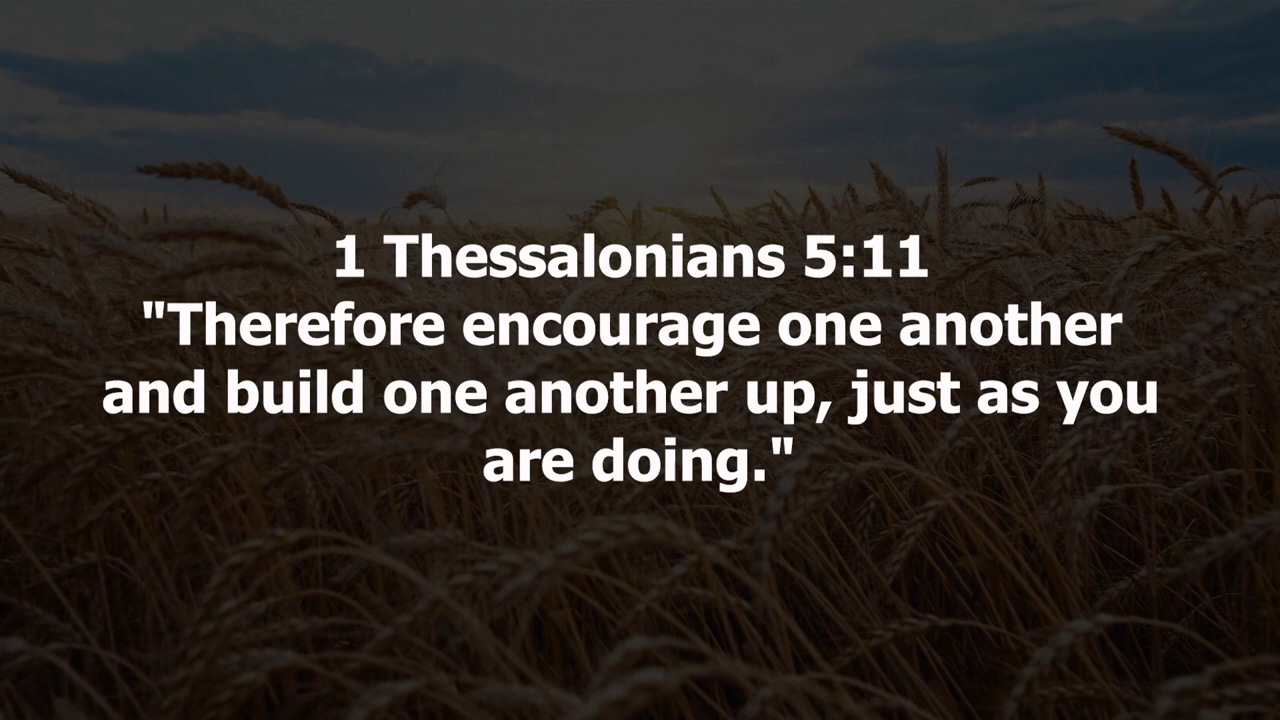 1 Thessalonians 5:11
"Therefore encourage one another
and build one another up, just as you
are doing."